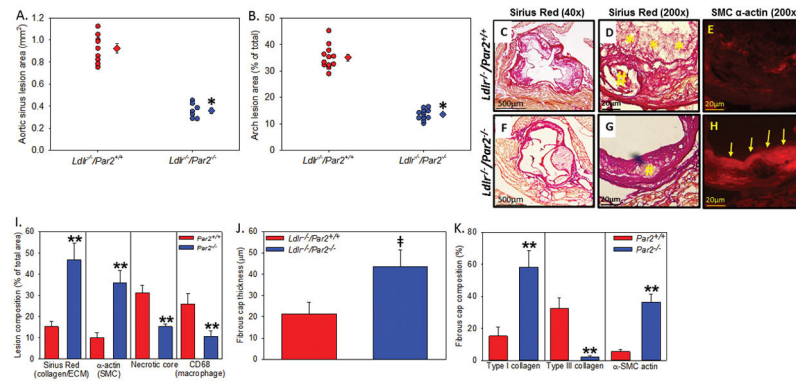 A.
Aortic sinus lesion area (mm²)
1.2
1.0
0.8
0.6
0.4
0.2
0
*
Ldlr⁻/⁻/Par2⁺/⁺
Ldlr⁻/⁻/Par2⁻/⁻
B.
Arch lesion area (% of total)
50
40
30
20
10
0
*
Ldlr⁻/⁻/Par2⁺/⁺
Ldlr⁻/⁻/Par2⁻/⁻
Sirius Red (40x)
Sirius Red (200x)
SMC α-actin (200x)
Ldlr⁻/⁻/Par2⁺/⁺
C
500µm
D
*
*
*
*
20µm
E
20µm
Ldlr⁻/⁻/Par2⁻/⁻
F
500µm
G
#
20µm
H
20µm
I.
Lesion composition (% of total area)
60
50
40
30
20
10
0
Par2⁺/⁺
Par2⁻/⁻
**
**
**
**
Sirius Red
(collagen/ECM)
α-actin
(SMC)
Necrotic core
CD68
(macrophage)
J.
Fibrous cap thickness (µm)
60
50
40
30
20
10
0
Ldlr⁻/⁻/Par2⁺/⁺
Ldlr⁻/⁻/Par2⁻/⁻
‡
K.
Fibrous cap composition (%)
80
60
40
20
0
Par2⁺/⁺
Par2⁻/⁻
**
**
**
Type I collagen
Type III collagen
α-SMC actin